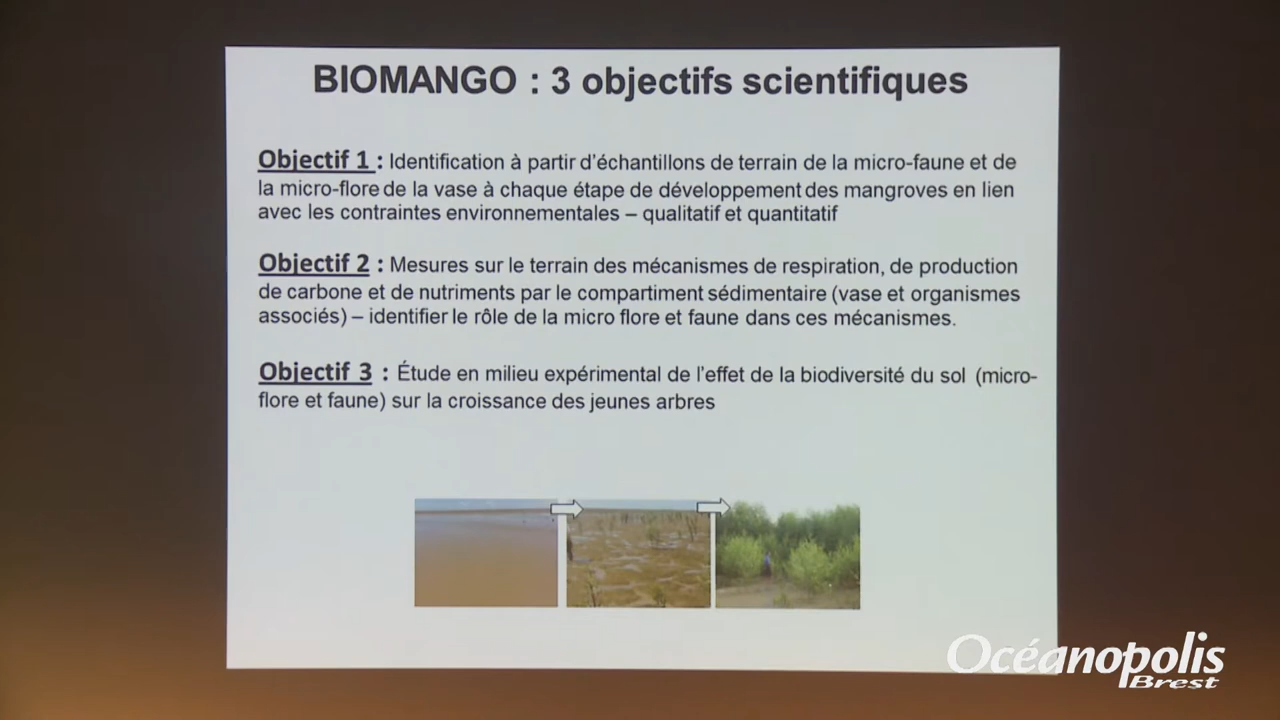 BIOMANGO : 3 objectifs scientifiques
Objectif 1 : Identification à partir d'échantillons de terrain de la micro-faune et de
la micro-flore de la vase à chaque étape de développement des mangroves en lien
avec les contraintes environnementales – qualitatif et quantitatif
Objectif 2 : Mesures sur le terrain des mécanismes de respiration, de production
de carbone et de nutriments par le compartiment sédimentaire (vase et organismes
associés) – identifier le rôle de la micro flore et faune dans ces mécanismes.
Objectif 3 : Étude en milieu expérimental de l'effet de la biodiversité du sol (micro-
flore et faune) sur la croissance des jeunes arbres
Océanopolis
Brest